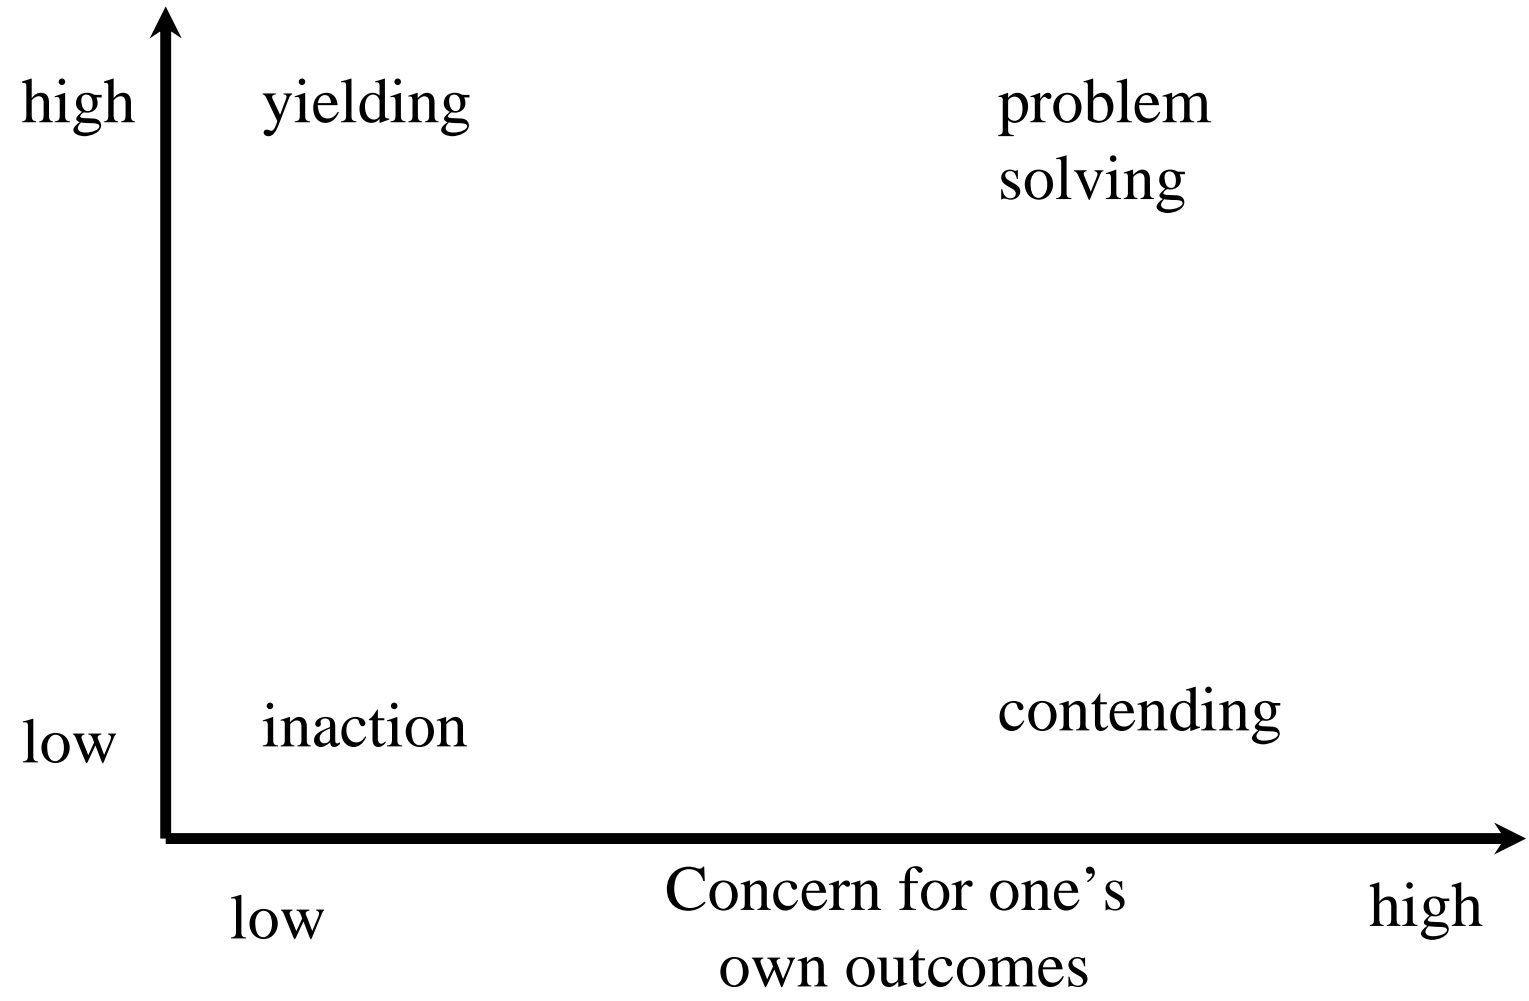 high
yielding
problem
solving
low
inaction
contending
low
Concern for one’s
own outcomes
high